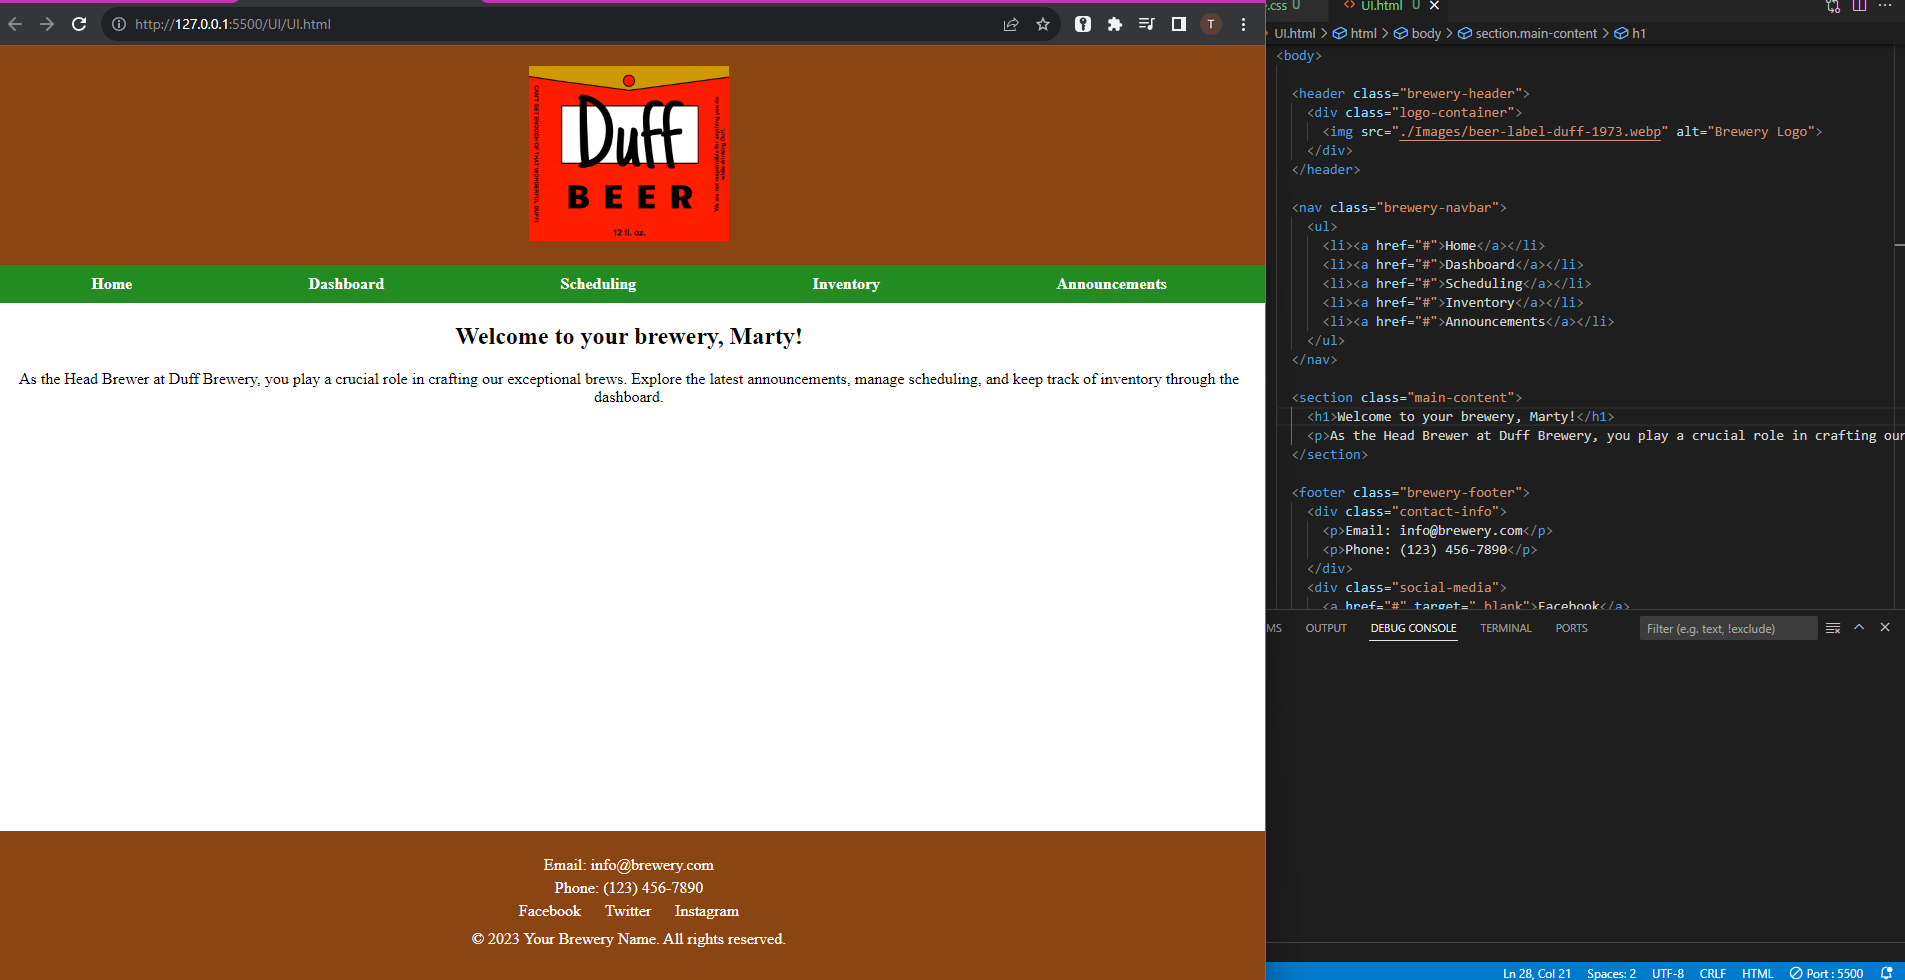 http://127.0.0.1:5500/UI/UI.html
T
CAN'T GET ENOUGH OF THAT WONDERFUL DUFF!
Duff
BEER
12 fl. oz.
Home Dashboard Scheduling Inventory Announcements
Welcome to your brewery, Marty!
As the Head Brewer at Duff Brewery, you play a crucial role in crafting our exceptional brews. Explore the latest announcements, manage scheduling, and keep track of inventory through the
dashboard.
Email: info@brewery.com
Phone: (123) 456-7890
Facebook Twitter Instagram
© 2023 Your Brewery Name. All rights reserved.
.css U <> UI.html U
UI.html > html > body > section.main-content > h1
<body>
<header class="brewery-header">
<div class="logo-container">
<img src="./Images/beer-label-duff-1973.webp" alt="Brewery Logo">
</div>
</header>
<nav class="brewery-navbar">
<ul>
<li><a href="#">Home</a></li>
<li><a href="#">Dashboard</a></li>
<li><a href="#">Scheduling</a></li>
<li><a href="#">Inventory</a></li>
<li><a href="#">Announcements</a></li>
</ul>
</nav>
<section class="main-content">
<h1>Welcome to your brewery, Marty!</h1>
<p>As the Head Brewer at Duff Brewery, you play a crucial role in crafting our
</section>
<footer class="brewery-footer">
<div class="contact-info">
<p>Email: info@brewery.com</p>
<p>Phone: (123) 456-7890</p>
</div>
<div class="social-media">
<a href="#" target="_blank">Facebook</a>
MS OUTPUT DEBUG CONSOLE TERMINAL PORTS Filter (e.g. text, !exclude)
Ln 28, Col 21 Spaces: 2 UTF-8 CRLF HTML Port : 5500